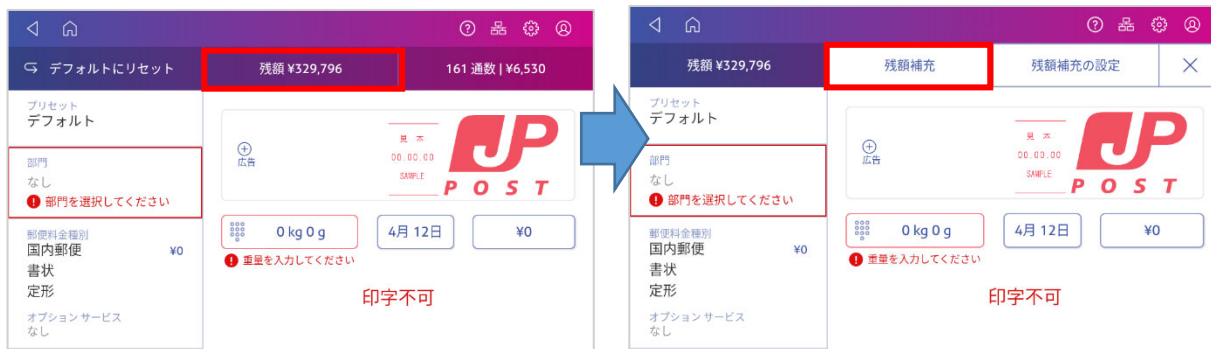 デフォルトにリセット
残額 ¥329,796
161 通数 | ¥6,530
プリセット
デフォルト
部門
なし
部門を選択してください
郵便料金種別
国内郵便 ¥0
書状
定形
オプション サービス
なし
広告
見 本
00.00.00
SAMPLE
JP
POST
0 kg 0 g
4月 12日
¥0
重量を入力してください
印字不可
残額 ¥329,796
残額補充
残額補充の設定
プリセット
デフォルト
部門
なし
部門を選択してください
郵便料金種別
国内郵便 ¥0
書状
定形
オプション サービス
なし
広告
見 本
00.00.00
SAMPLE
JP
POST
0 kg 0 g
4月 12日
¥0
重量を入力してください
印字不可